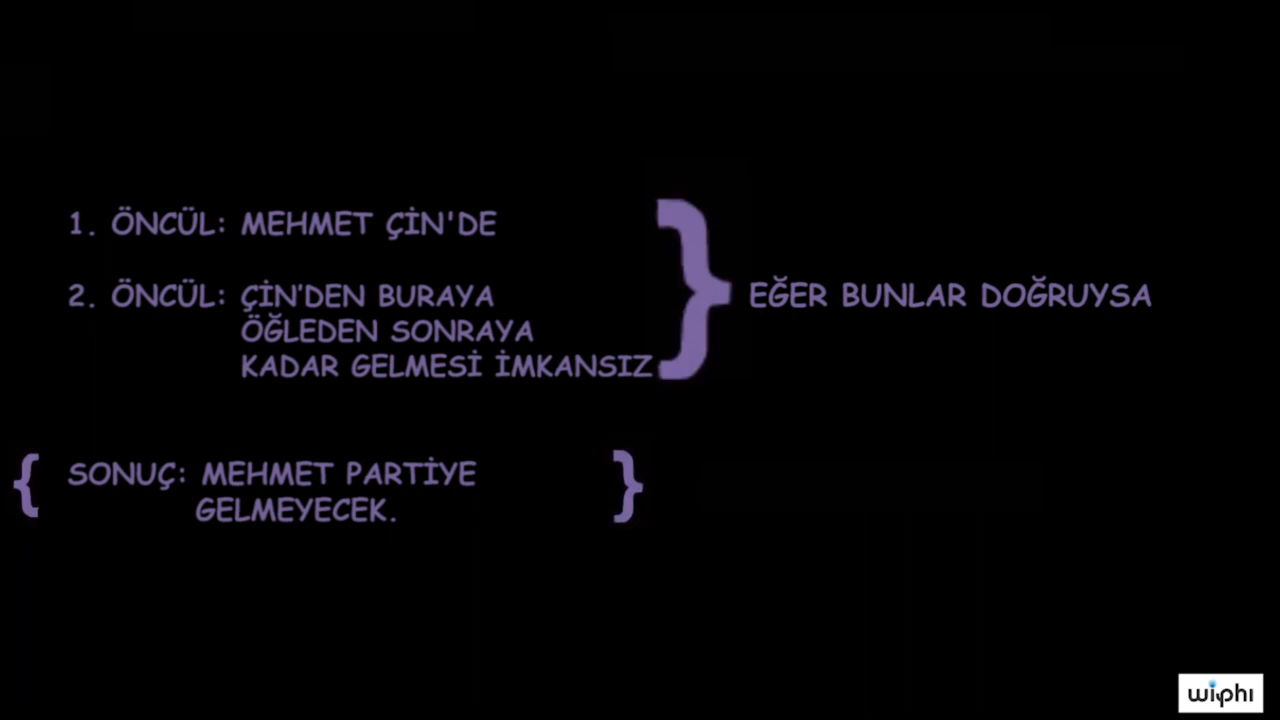 1. ÖNCÜL: MEHMET ÇİN'DE
2. ÖNCÜL: ÇİN'DEN BURAYA
ÖĞLEDEN SONRAYA
KADAR GELMESİ İMKANSIZ
EĞER BUNLAR DOĞRUYSA
SONUÇ: MEHMET PARTİYE
GELMEYECEK.
wiphi